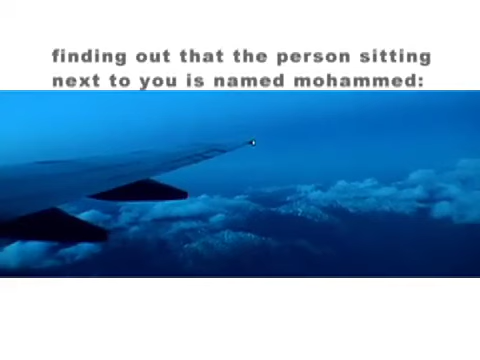 finding out that the person sitting
next to you is named mohammed: